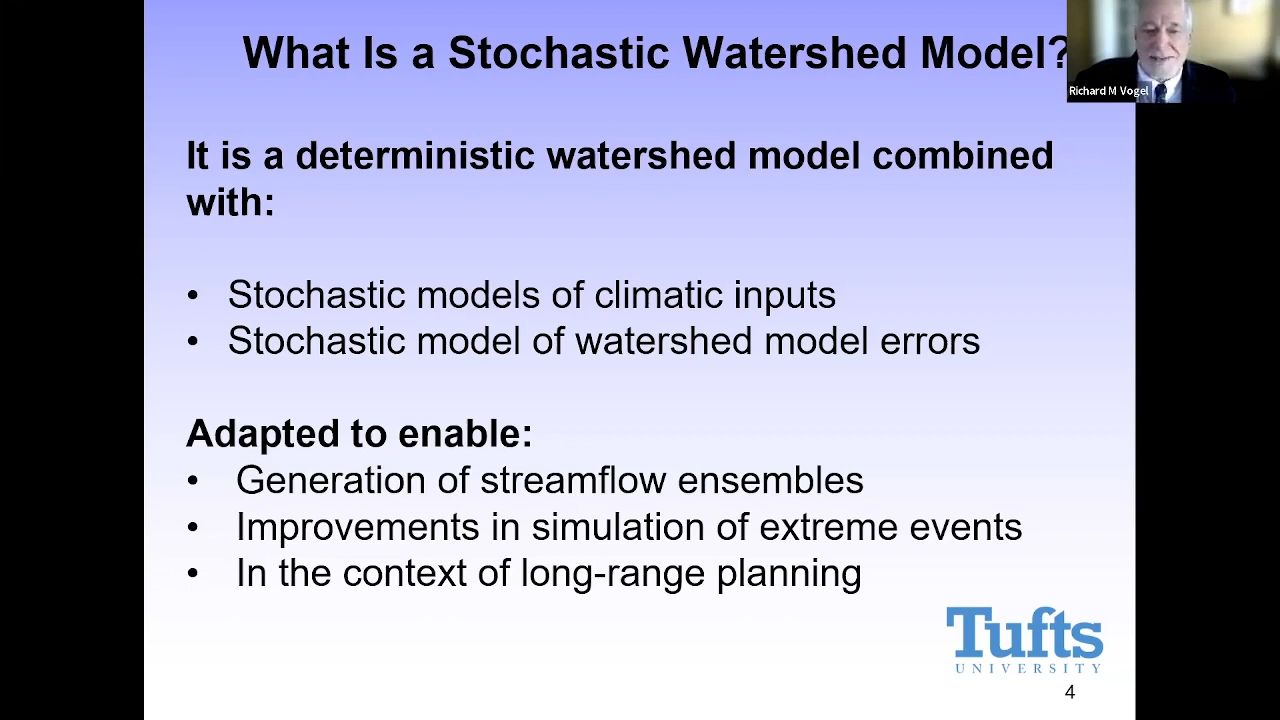 What Is a Stochastic Watershed Model?
Richard M Vogel
It is a deterministic watershed model combined
with:
• Stochastic models of climatic inputs
• Stochastic model of watershed model errors
Adapted to enable:
• Generation of streamflow ensembles
• Improvements in simulation of extreme events
• In the context of long-range planning
Tufts
UNIVERSITY
4